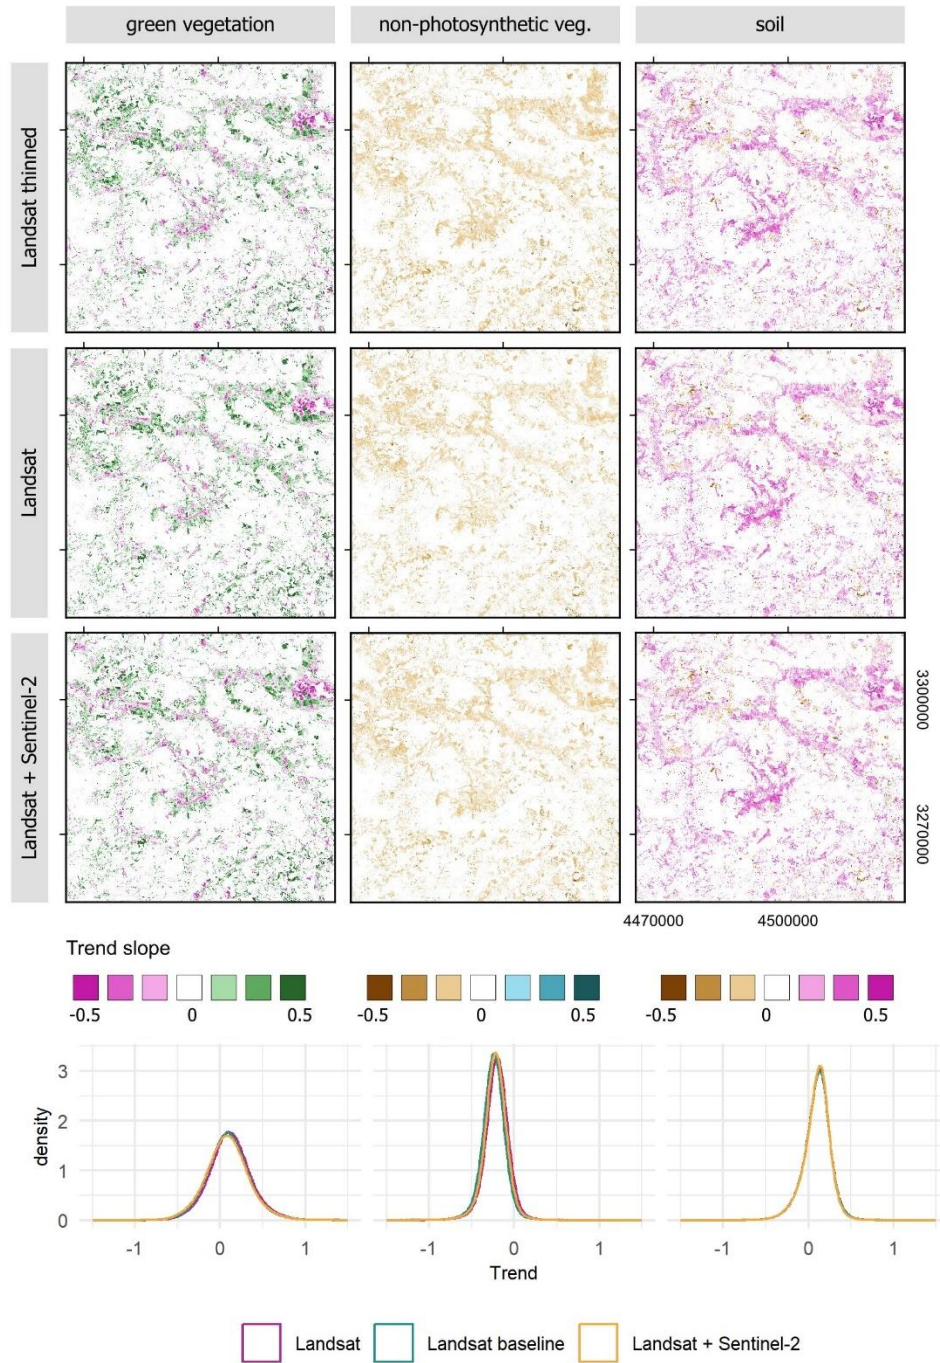 green vegetation
non-photosynthetic veg.
soil
Landsat thinned
Landsat
Landsat + Sentinel-2
3300000
3270000
4470000
4500000
Trend slope
-0.5 0 0.5
-0.5 0 0.5
-0.5 0 0.5
density
3
2
1
0
-1 0 1
-1 0 1
-1 0 1
Trend
Landsat
Landsat baseline
Landsat + Sentinel-2